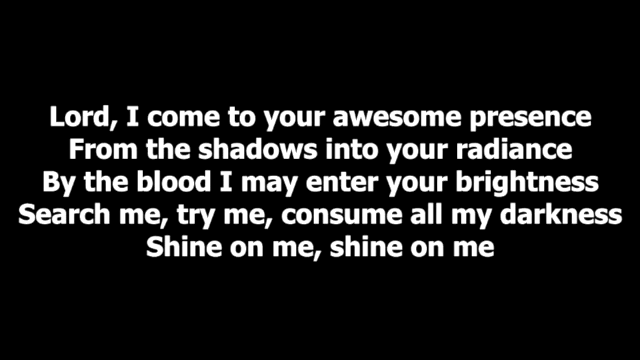 Lord, I come to your awesome presence
From the shadows into your radiance
By the blood I may enter your brightness
Search me, try me, consume all my darkness
Shine on me, shine on me